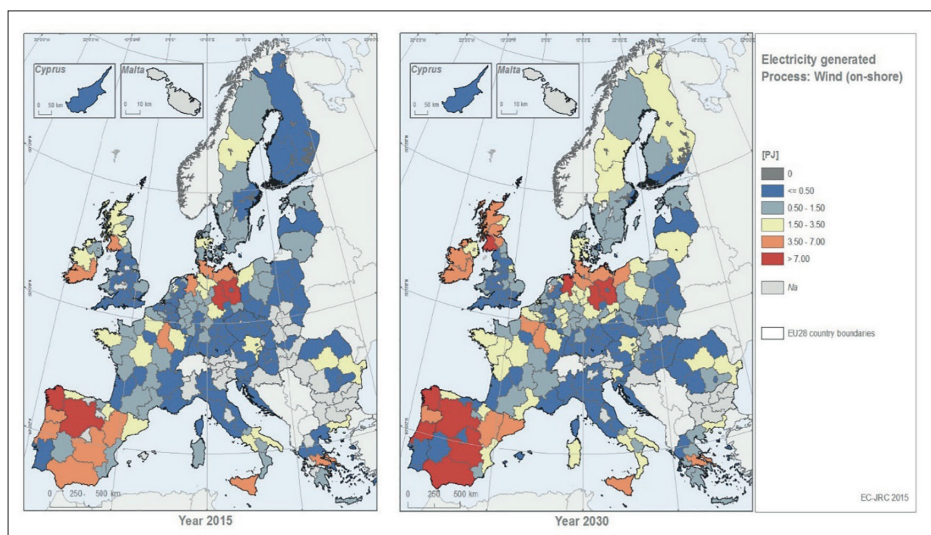 Cyprus
Malta
0 50 km
0 10 km
0 250 500 km
Year 2015
Cyprus
Malta
0 50 km
0 10 km
0 250 500 km
Year 2030
Electricity generated
Process: Wind (on-shore)
[PJ]
0
<= 0.50
0.50 - 1.50
1.50 - 3.50
3.50 - 7.00
> 7.00
Na
EU28 country boundaries
EC-JRC 2015